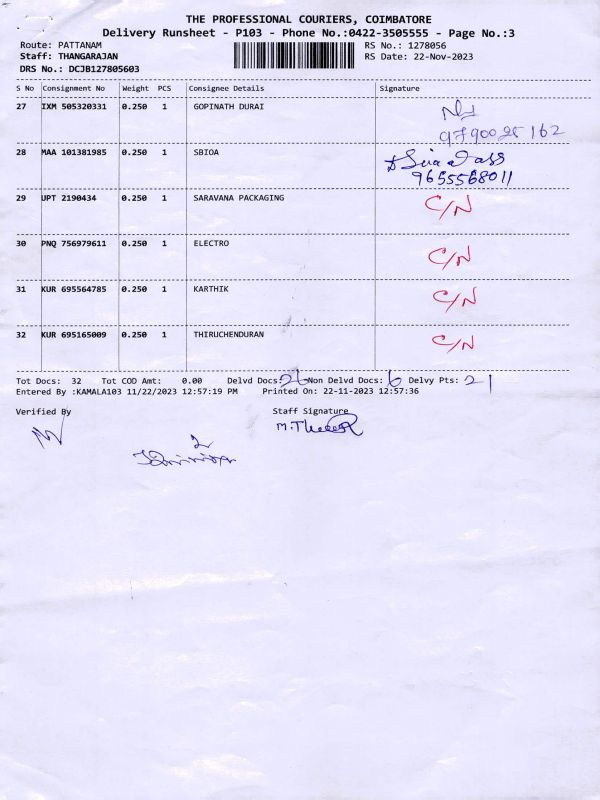 THE PROFESSIONAL COURIERS, COIMBATORE
Delivery Runsheet - P103 - Phone No.:0422-3505555 - Page No.:3
Route: PATTANAM RS No.: 1278056
Staff: THANGARAJAN RS Date: 22-Nov-2023
DRS No.: DCJB127805603
S No Consignment No Weight PCS Consignee Details Signature
27 IXM 505320331 0.250 1 GOPINATH DURAI
9790025162
28 MAA 101381985 0.250 1 SBIOA
9655568011
29 UPT 2190434 0.250 1 SARAVANA PACKAGING C/N
30 PNQ 756979611 0.250 1 ELECTRO C/N
31 KUR 695564785 0.250 1 KARTHIK C/N
32 KUR 695165009 0.250 1 THIRUCHENDURAN C/N
Tot Docs: 32 Tot COD Amt: 0.00 Delvd Docs: 26 Non Delvd Docs: 6 Delvy Pts: 21
Entered By :KAMALA103 11/22/2023 12:57:19 PM Printed On: 22-11-2023 12:57:36
Verified By Staff Signature